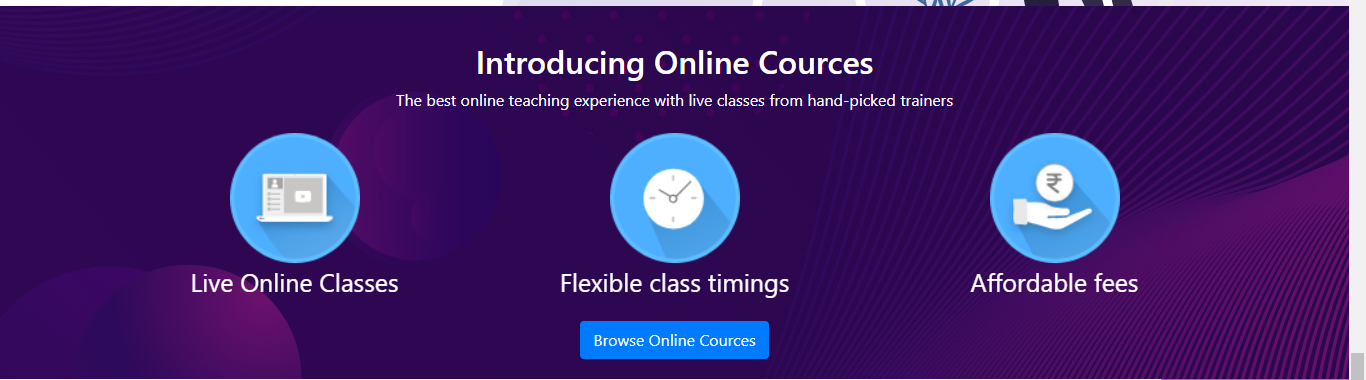 Introducing Online Cources
The best online teaching experience with live classes from hand-picked trainers
₹
Live Online Classes
Flexible class timings
Affordable fees
Browse Online Cources